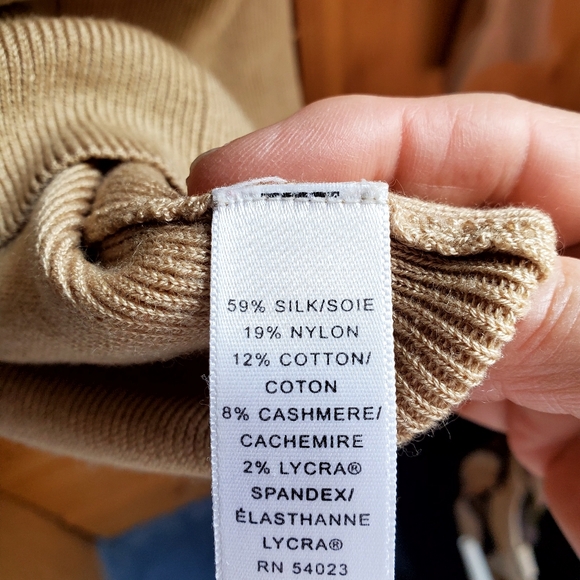 59% SILK/SOIE
19% NYLON
12% COTTON/
COTON
8% CASHMERE/
CACHEMIRE
2% LYCRA®
SPANDEX/
ÉLASTHANNE
LYCRA®
RN 54023